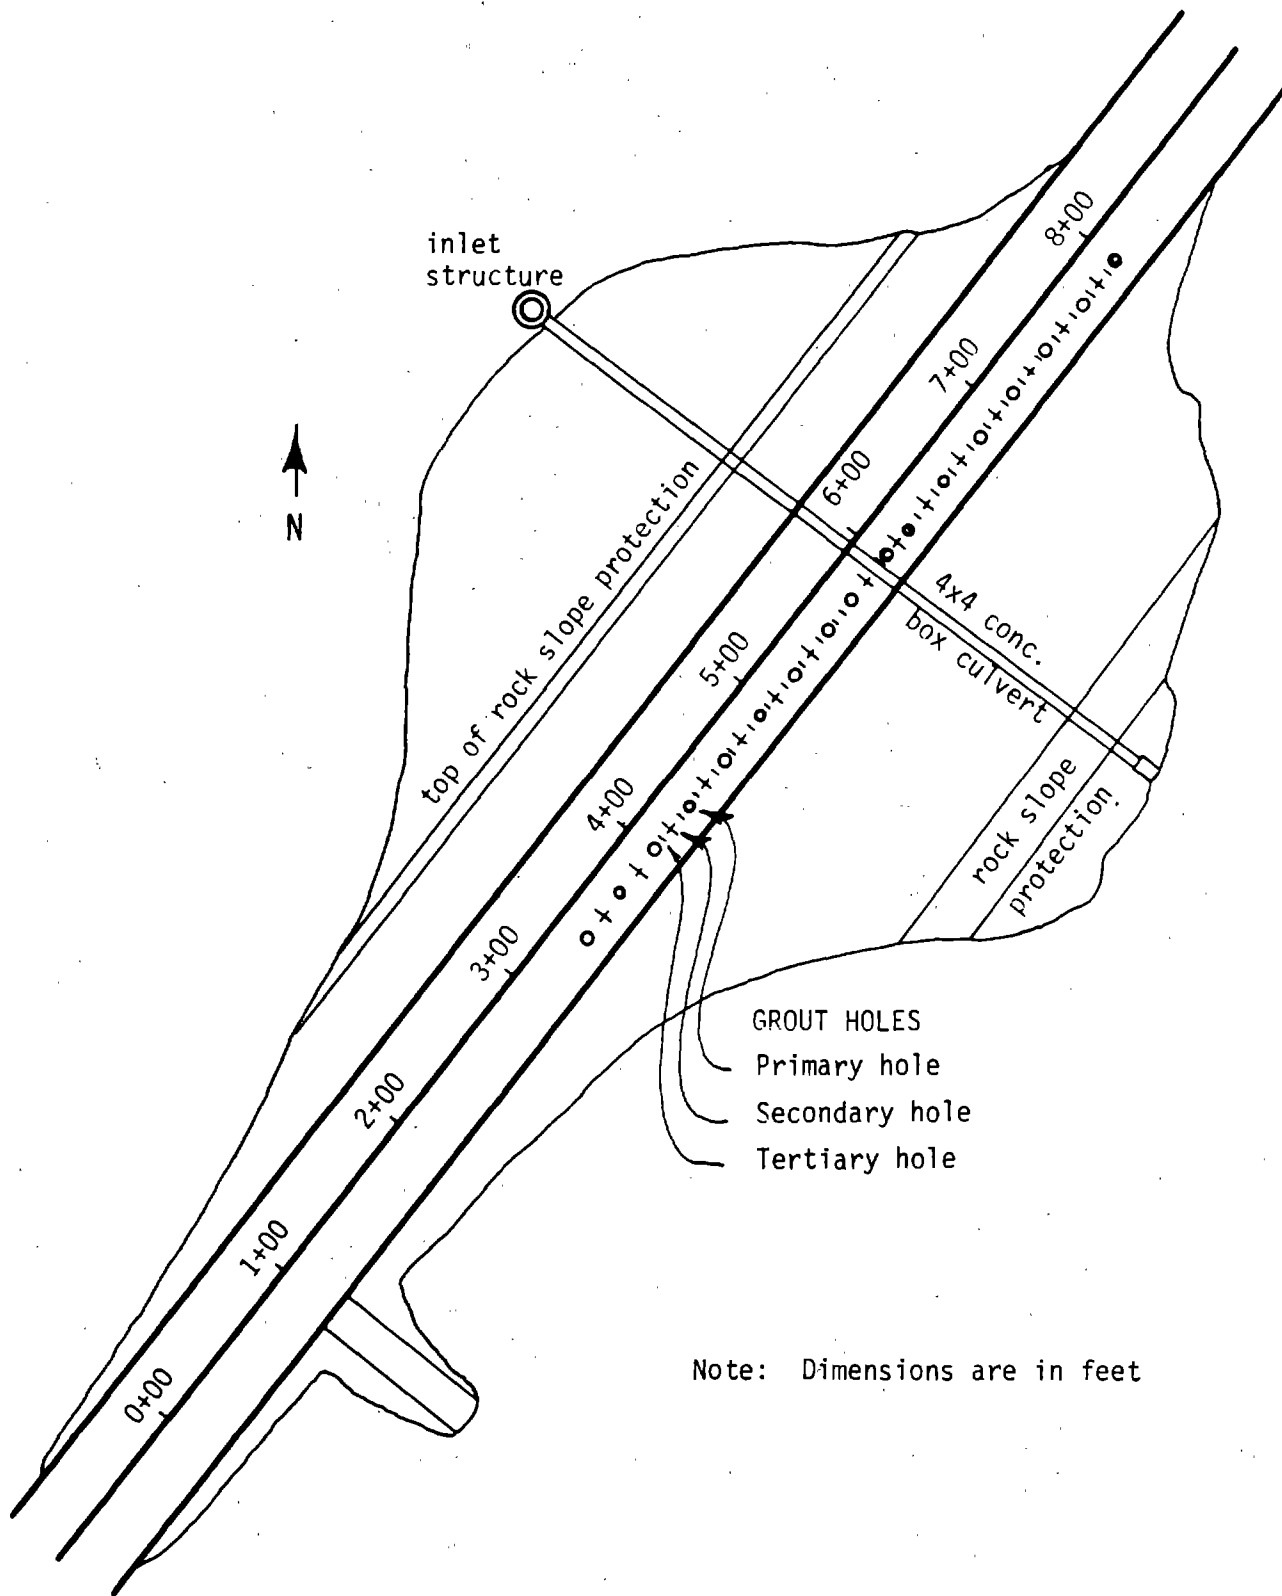 inlet
structure
N
8+00
7+00
6+00
5+00
4+00
3+00
2+00
1+00
0+00
top of rock slope protection
4x4 conc.
box culvert
rock slope
protection
GROUT HOLES
Primary hole
Secondary hole
Tertiary hole
Note: Dimensions are in feet